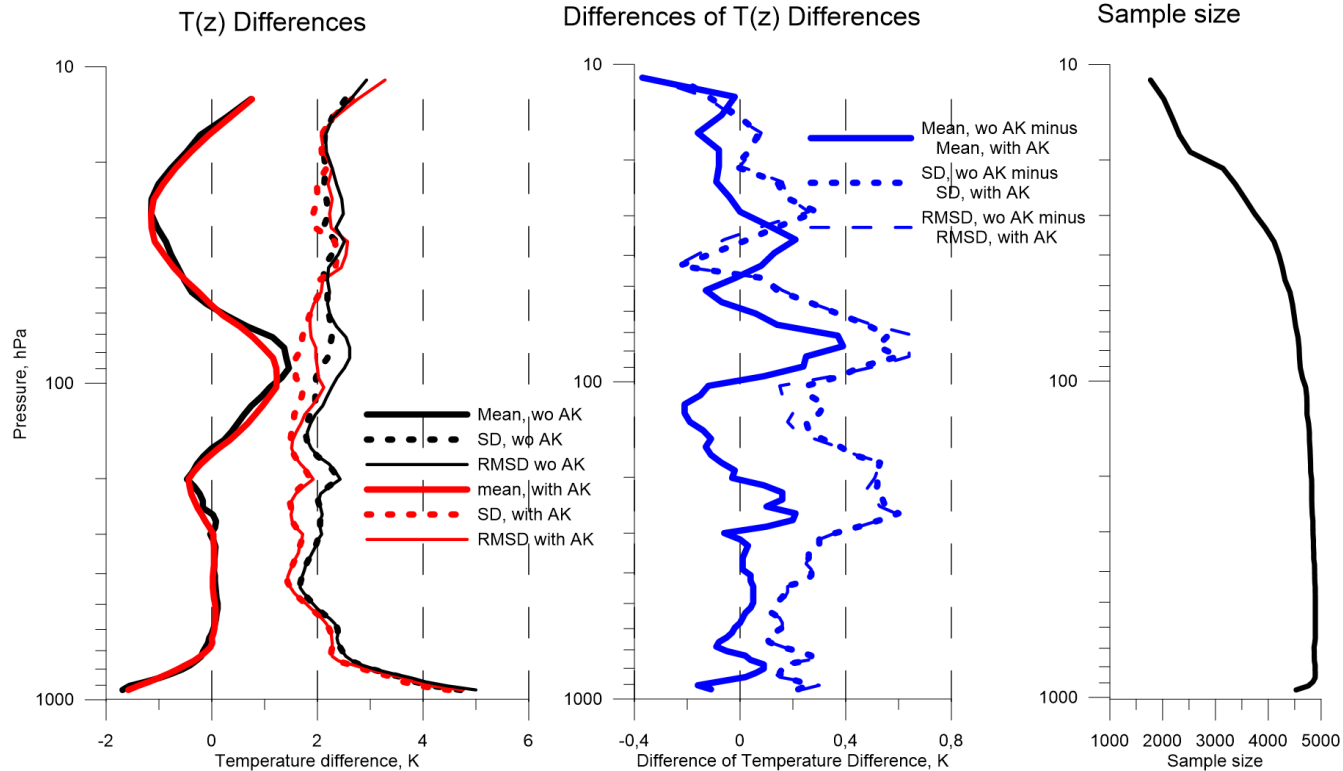 T(z) Differences
Differences of T(z) Differences
Sample size
10
100
1000
Pressure, hPa
-2
0
2
4
6
Temperature difference, K
Mean, wo AK
SD, wo AK
RMSD wo AK
mean, with AK
SD, with AK
RMSD with AK
10
100
1000
-0,4
0
0,4
0,8
Difference of Temperature Difference, K
Mean, wo AK minus
Mean, with AK
SD, wo AK minus
SD, with AK
RMSD, wo AK minus
RMSD, with AK
10
100
1000
1000
2000
3000
4000
5000
Sample size